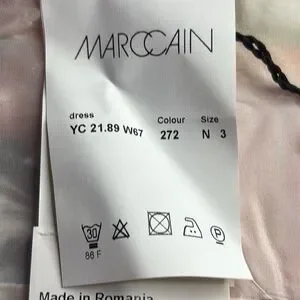 MARCCAIN
dress Colour Size
YC 21.89 W67 272 N 3
30 P
86 F
Made in Romania